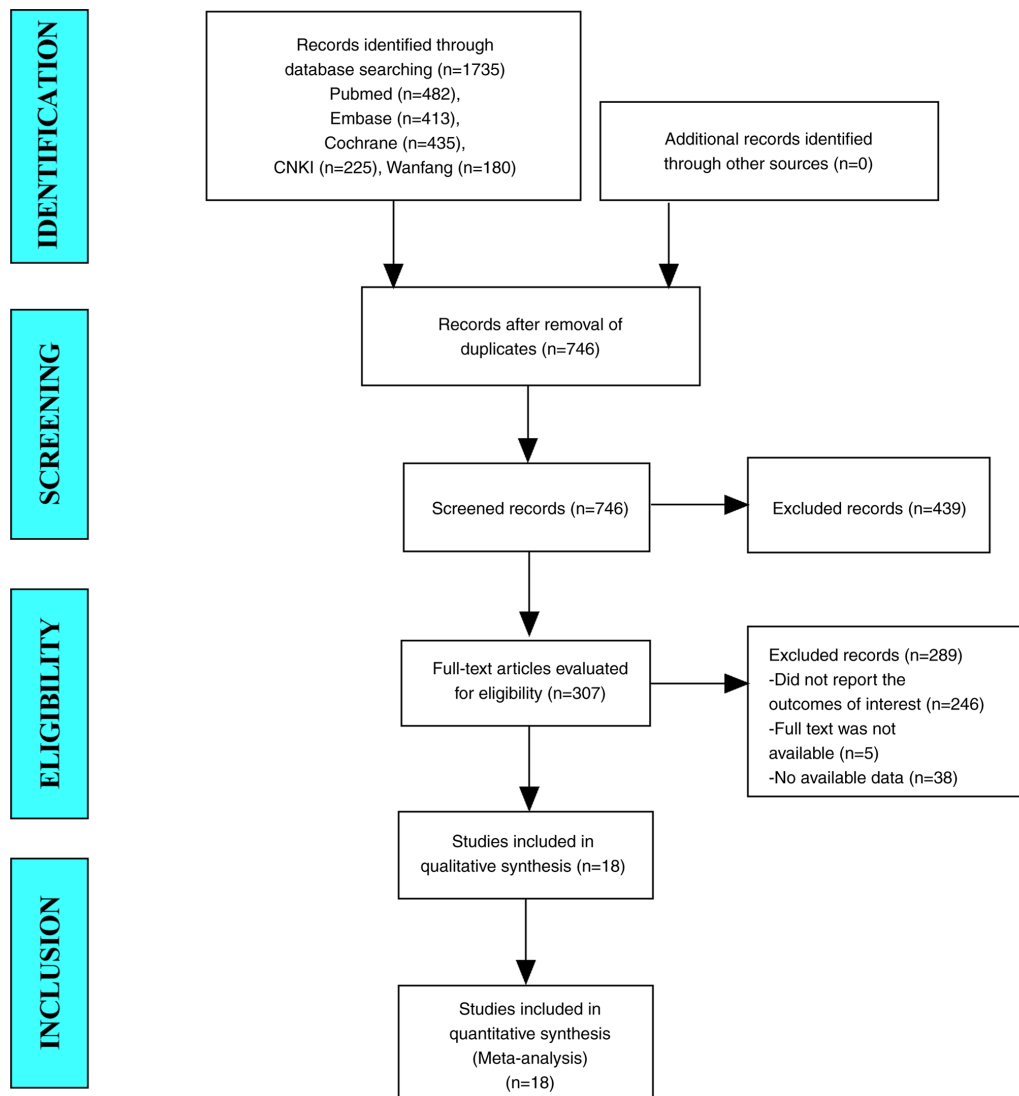 IDENTIFICATION
Records identified through
database searching (n=1735)
Pubmed (n=482),
Embase (n=413),
Cochrane (n=435),
CNKI (n=225), Wanfang (n=180)
Additional records identified
through other sources (n=0)
SCREENING
Records after removal of
duplicates (n=746)
Screened records (n=746)
Excluded records (n=439)
ELIGIBILITY
Full-text articles evaluated
for eligibility (n=307)
Excluded records (n=289)
-Did not report the
outcomes of interest (n=246)
-Full text was not
available (n=5)
-No available data (n=38)
Studies included in
qualitative synthesis (n=18)
INCLUSION
Studies included in
quantitative synthesis
(Meta-analysis)
(n=18)